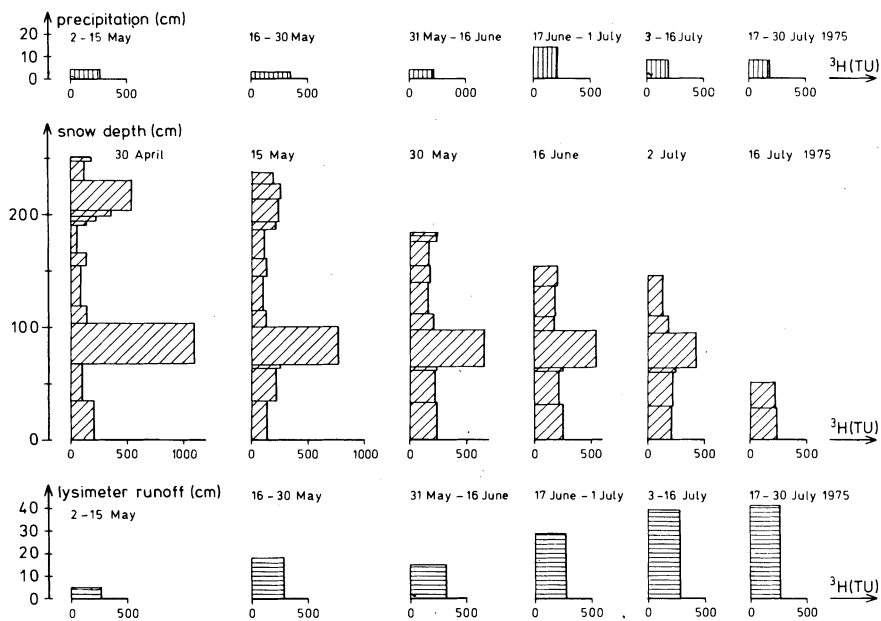 precipitation (cm)
2-15 May 16-30 May 31 May-16 June 17 June-1 July 3-16 July 17-30 July 1975
20
10
0
³H(TU)
0 500 0 500 0 000 0 500 0 500 0 500
snow depth (cm)
30 April 15 May 30 May 16 June 2 July 16 July 1975
200
100
0
³H(TU)
0 500 1000 0 500 1000 0 500 0 500 0 500 0 500
lysimeter runoff (cm)
2-15 May 16-30 May 31 May-16 June 17 June-1 July 3-16 July 17-30 July 1975
40
30
20
10
0
³H(TU)
0 500 0 500 0 500 0 500 0 500 0 500